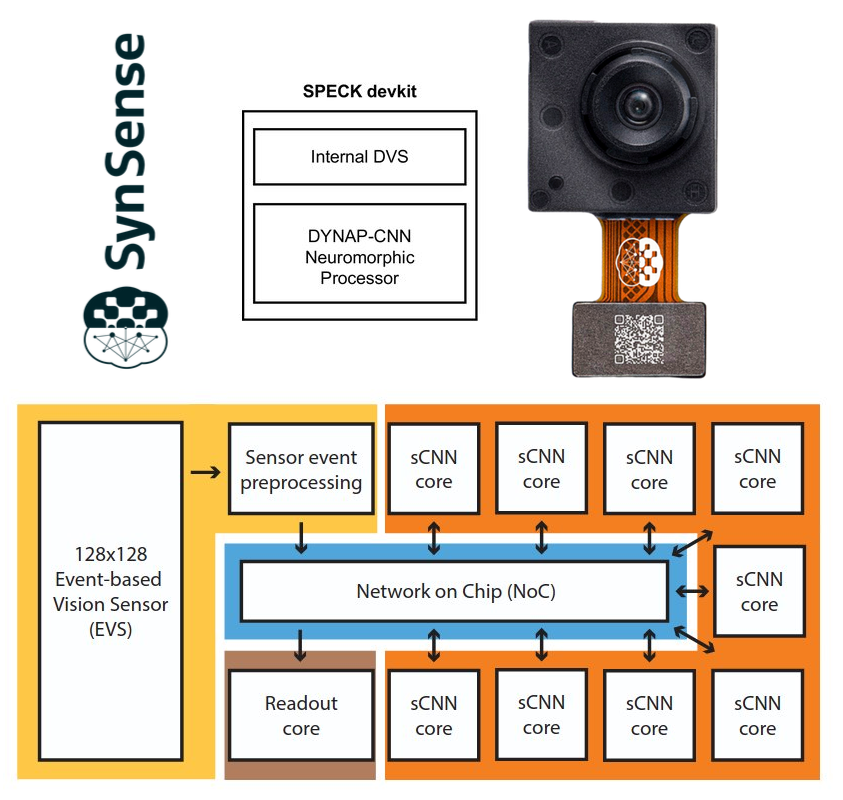 SynSense
SPECK devkit
Internal DVS
DYNAP-CNN
Neuromorphic
Processor
Sensor event
preprocessing
sCNN
core
sCNN
core
sCNN
core
sCNN
core
128x128
Event-based
Vision Sensor
(EVS)
Network on Chip (NoC)
sCNN
core
Readout
core
sCNN
core
sCNN
core
sCNN
core
sCNN
core